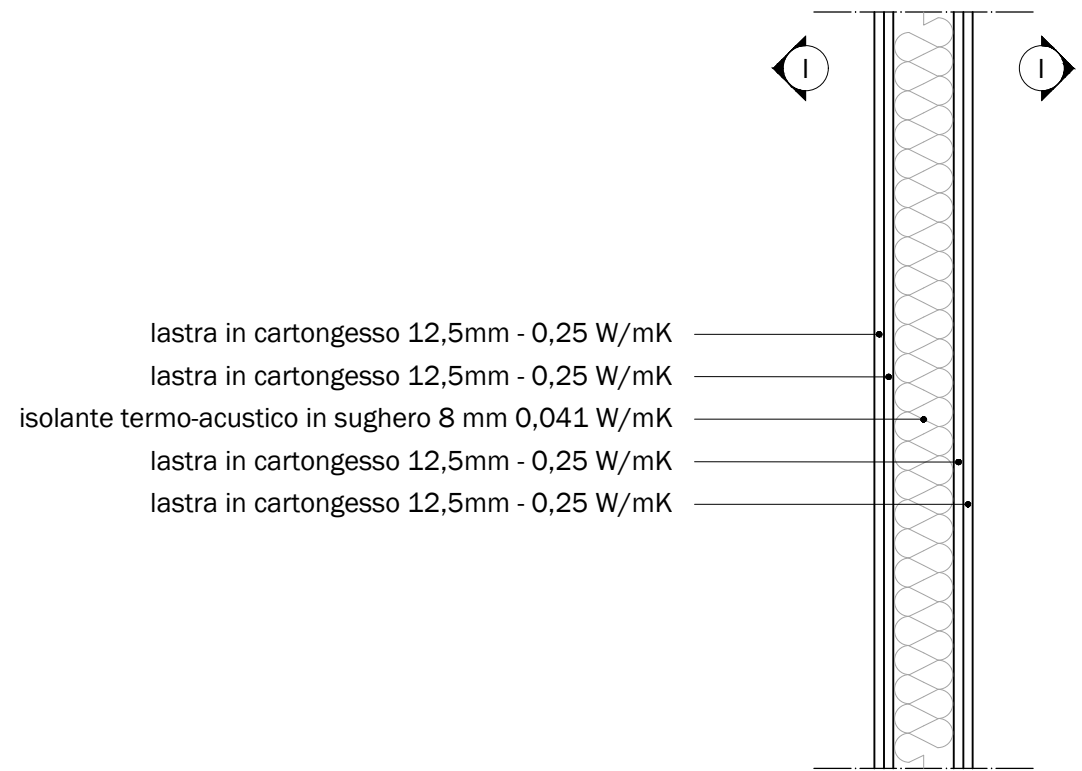 I
I
lastra in cartongesso 12,5mm - 0,25 W/mK
lastra in cartongesso 12,5mm - 0,25 W/mK
isolante termo-acustico in sughero 8 mm 0,041 W/mK
lastra in cartongesso 12,5mm - 0,25 W/mK
lastra in cartongesso 12,5mm - 0,25 W/mK